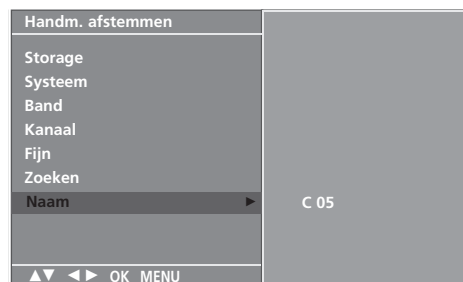 Handm. afstemmen
Storage
Systeem
Band
Kanaal
Fijn
Zoeken
Naam ► C 05
▲▼ ◄► OK MENU